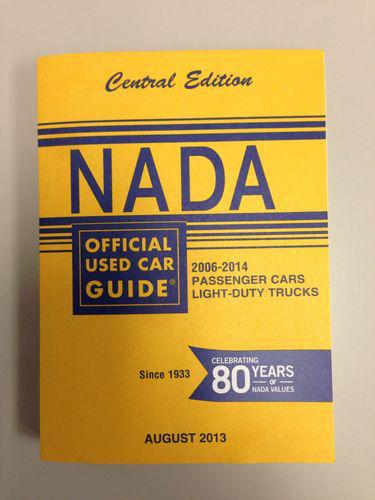 Central Edition
NADA
OFFICIAL
USED CAR
GUIDE®
2006-2014
PASSENGER CARS
LIGHT-DUTY TRUCKS
Since 1933
CELEBRATING
80 YEARS
OF
NADA VALUES
AUGUST 2013